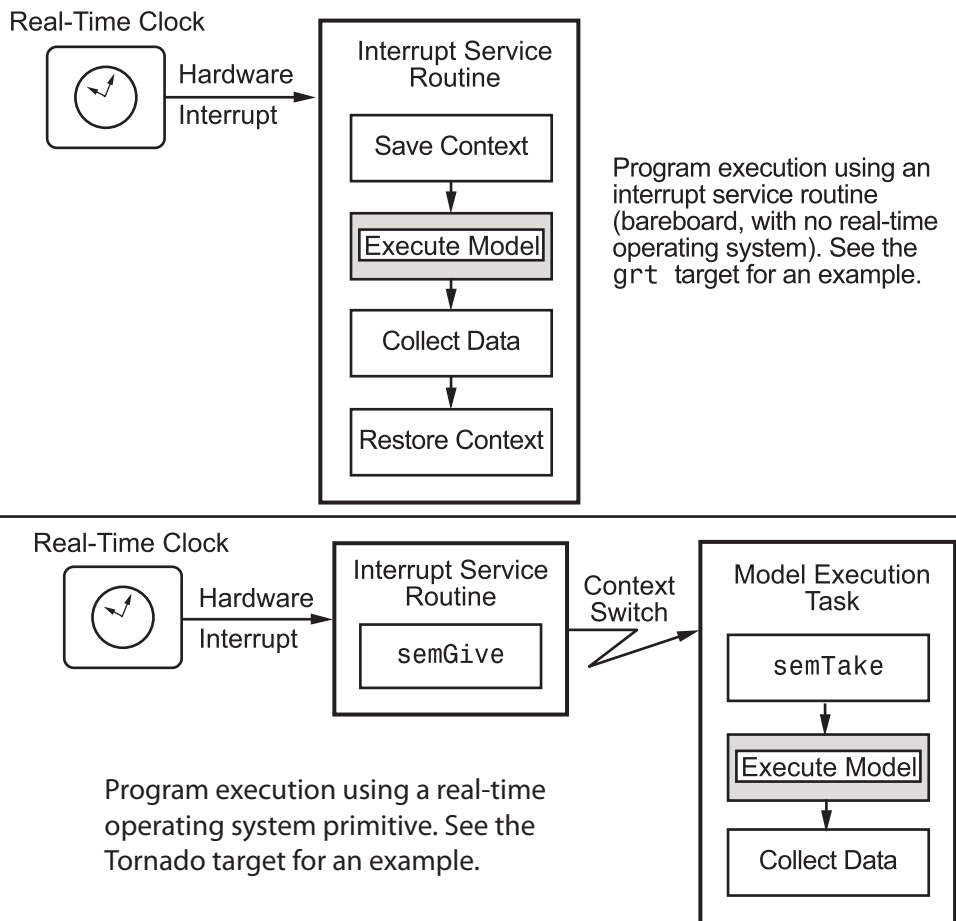 Real-Time Clock
Hardware
Interrupt
Interrupt Service
Routine
Save Context
Execute Model
Collect Data
Restore Context
Program execution using an
interrupt service routine
(bareboard, with no real-time
operating system). See the
grt target for an example.
Real-Time Clock
Hardware
Interrupt
Interrupt Service
Routine
semGive
Context
Switch
Model Execution
Task
semTake
Execute Model
Collect Data
Program execution using a real-time
operating system primitive. See the
Tornado target for an example.